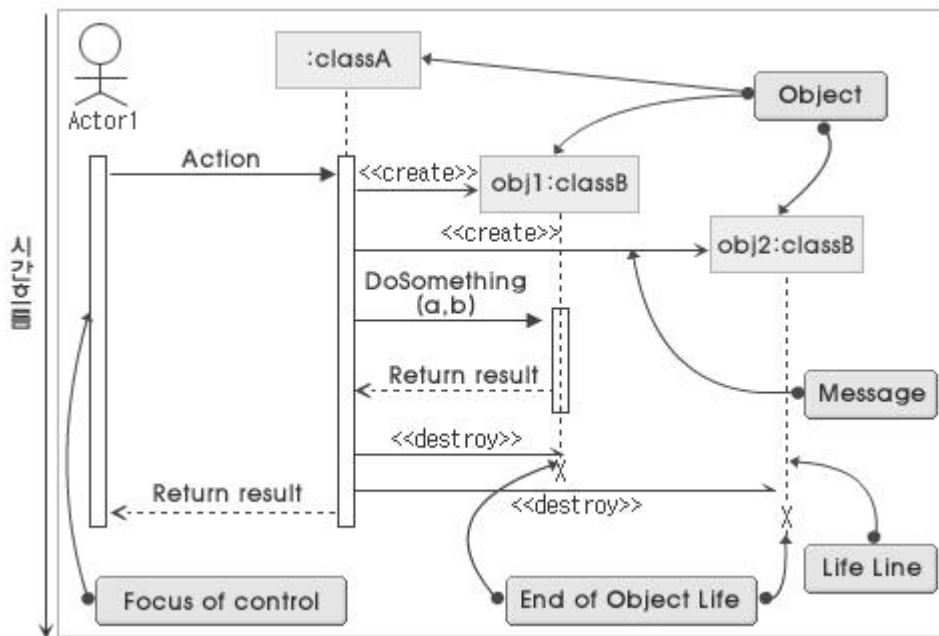 :classA
Object
Actor1
Action
<<create>>
obj1:classB
<<create>>
obj2:classB
시간흐름
DoSomething
(a,b)
Return result
Message
<<destroy>>
X
Return result
<<destroy>>
X
Life Line
Focus of control
End of Object Life